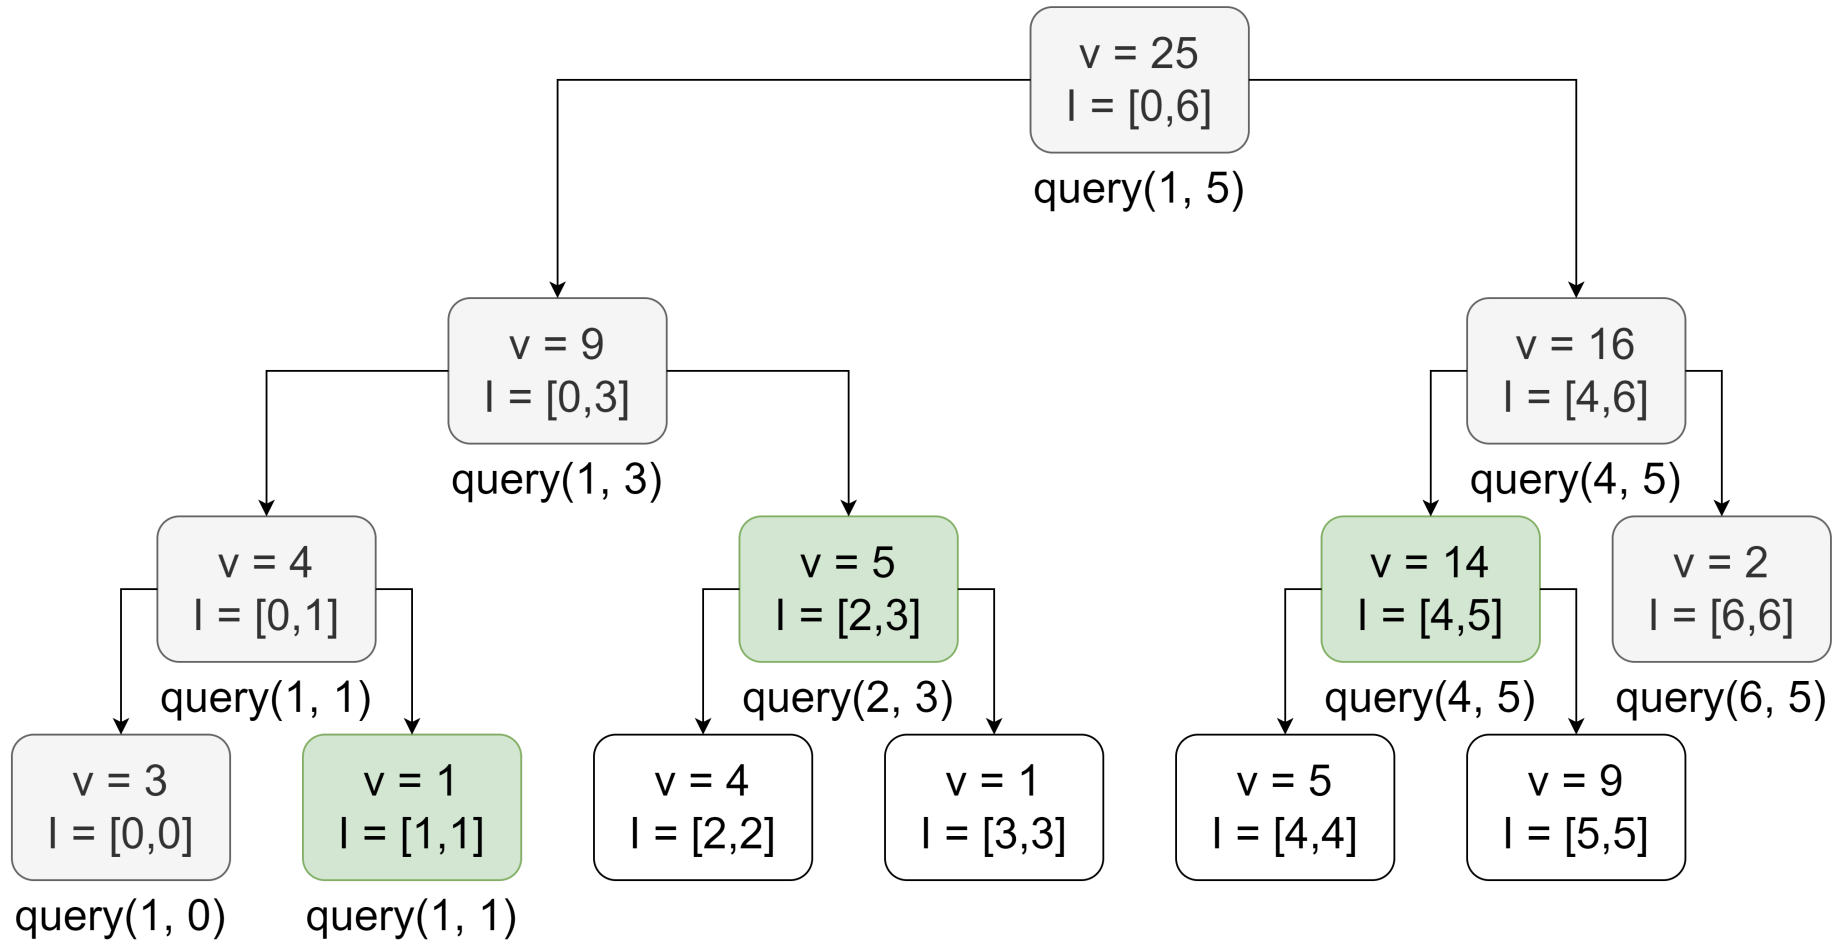 v = 25
I = [0,6]
query(1, 5)
v = 9
I = [0,3]
query(1, 3)
v = 16
I = [4,6]
query(4, 5)
v = 4
I = [0,1]
query(1, 1)
v = 5
I = [2,3]
query(2, 3)
v = 14
I = [4,5]
query(4, 5)
v = 2
I = [6,6]
query(6, 5)
v = 3
I = [0,0]
query(1, 0)
v = 1
I = [1,1]
query(1, 1)
v = 4
I = [2,2]
v = 1
I = [3,3]
v = 5
I = [4,4]
v = 9
I = [5,5]